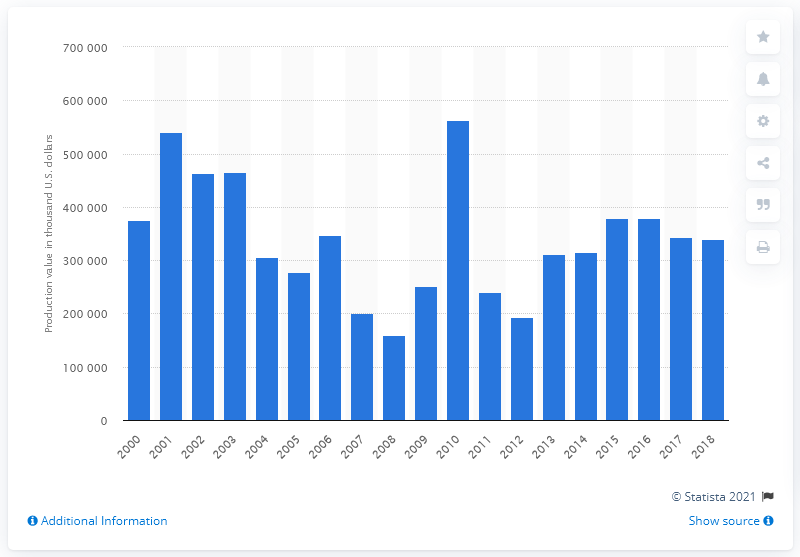 700 000
600 000
500 000
400 000
300 000
200 000
100 000
0
Production value in thousand U.S. dollars
2000 2001 2002 2003 2004 2005 2006 2007 2008 2009 2010 2011 2012 2013 2014 2015 2016 2017 2018
© Statista 2021
Additional Information
Show source